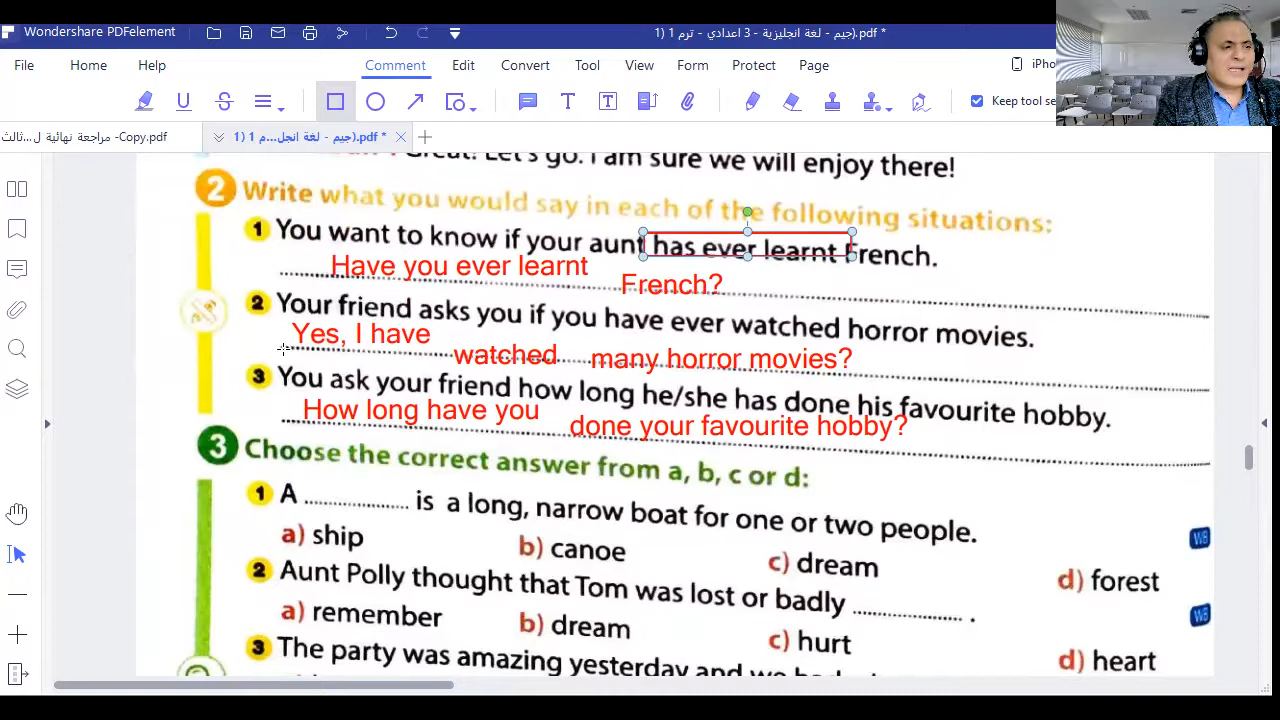 Wondershare PDFelement
(جيم - لغة انجليزية - 3 اعدادي - ترم 1 (1.pdf *
File Home Help Comment Edit Convert Tool View Form Protect Page
Keep tool se
مراجعة نهائية ل...ثالث -Copy.pdf
(جيم - لغة انجل...م 1 (1.pdf *
Great! Let's go. I am sure we will enjoy there!
2 Write what you would say in each of the following situations:
1 You want to know if your aunt has ever learnt French.
Have you ever learnt French?
2 Your friend asks you if you have ever watched horror movies.
Yes, I have watched many horror movies?
3 You ask your friend how long he/she has done his favourite hobby.
How long have you done your favourite hobby?
3 Choose the correct answer from a, b, c or d:
1 A .................... is a long, narrow boat for one or two people.
WB
a) ship b) canoe c) dream d) forest
2 Aunt Polly thought that Tom was lost or badly .................... .
WB
a) remember b) dream c) hurt d) heart
3 The party was amazing yesterday and we